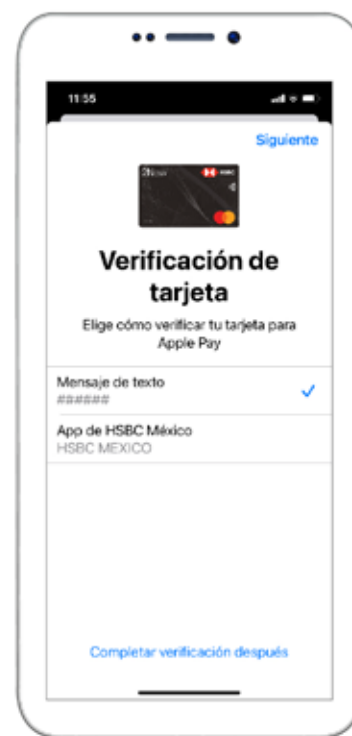 11:55
Siguiente
HSBC
Verificación de
tarjeta
Elige cómo verificar tu tarjeta para
Apple Pay
Mensaje de texto
######
App de HSBC México
HSBC MEXICO
Completar verificación después